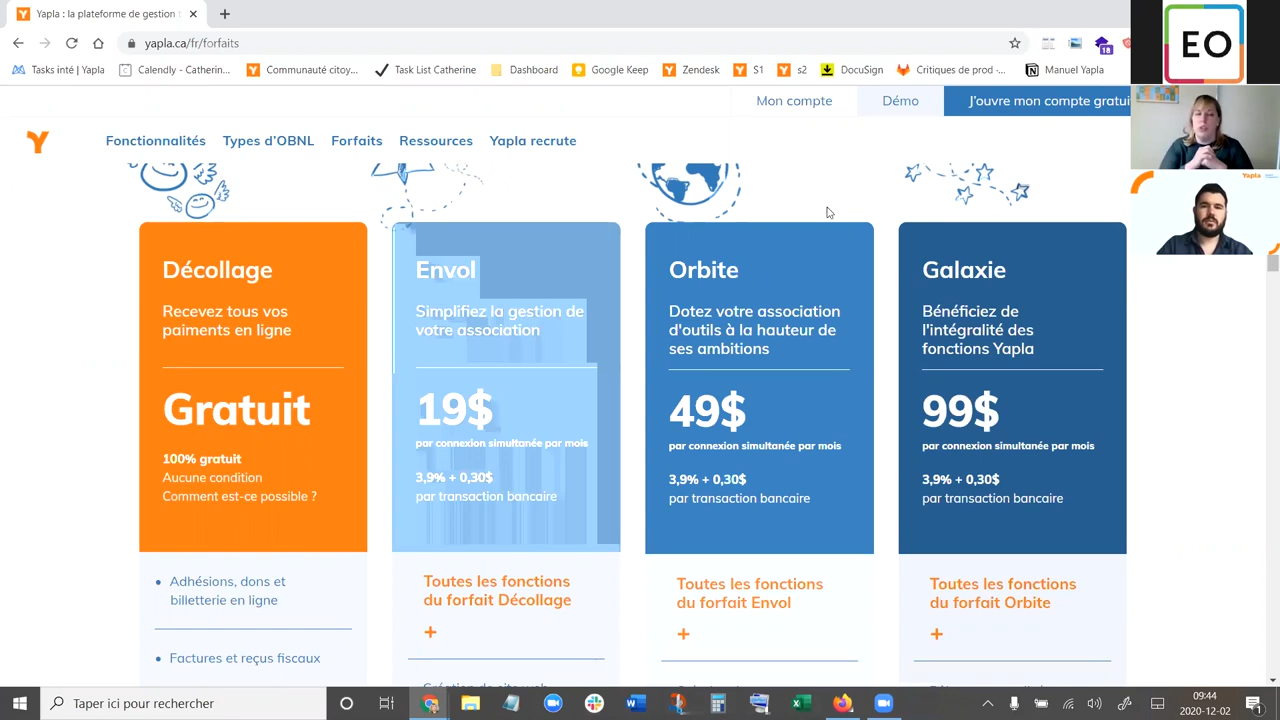 Yapla : la plateforme de gestion
yapla.ca/fr/forfaits
18
Tasks inté | Yapla
Calendly - Catherin...
Communauté citoy...
Task List Catherine
Dashboard
Google Keep
Zendesk
S1
s2
DocuSign
Critiques de prod -...
Manuel Yapla
EO
Yapla
Mon compte
Démo
J'ouvre mon compte gratui
Y
Fonctionnalités
Types d'OBNL
Forfaits
Ressources
Yapla recrute
Décollage
Recevez tous vos
paiments en ligne
Gratuit
100% gratuit
Aucune condition
Comment est-ce possible ?
• Adhésions, dons et
billetterie en ligne
• Factures et reçus fiscaux
Envol
Simplifiez la gestion de
votre association
19$
par connexion simultanée par mois
3,9% + 0,30$
par transaction bancaire
Toutes les fonctions
du forfait Décollage
+
Création de site web
Orbite
Dotez votre association
d'outils à la hauteur de
ses ambitions
49$
par connexion simultanée par mois
3,9% + 0,30$
par transaction bancaire
Toutes les fonctions
du forfait Envol
+
Galaxie
Bénéficiez de
l'intégralité des
fonctions Yapla
99$
par connexion simultanée par mois
3,9% + 0,30$
par transaction bancaire
Toutes les fonctions
du forfait Orbite
+
Taper ici pour rechercher
09:44
2020-12-02
1